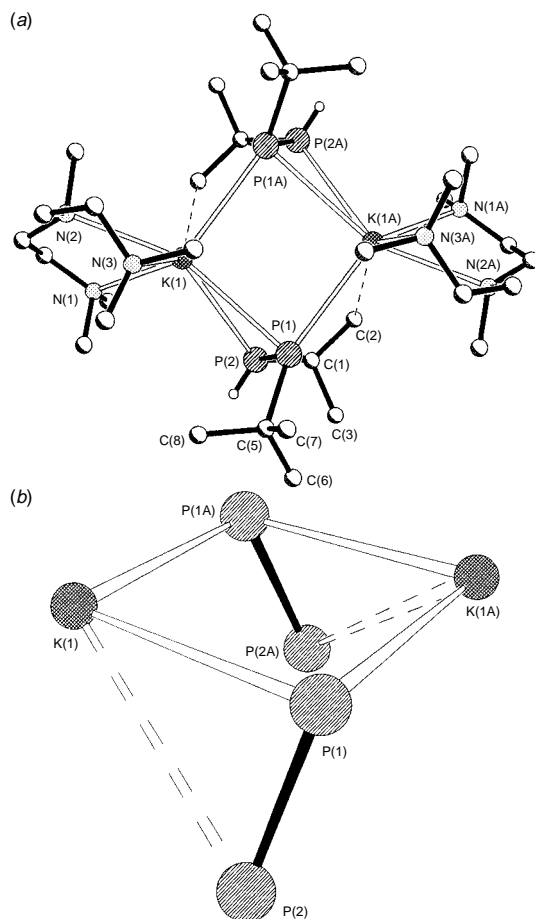 (a)
P(2A)
P(1A)
K(1A)
N(1A)
N(2)
N(3)
N(3A)
K(1)
N(2A)
N(1)
P(1)
C(2)
P(2)
C(1)
C(3)
C(8)
C(5)
C(7)
C(6)
(b)
P(1A)
K(1)
K(1A)
P(2A)
P(1)
P(2)